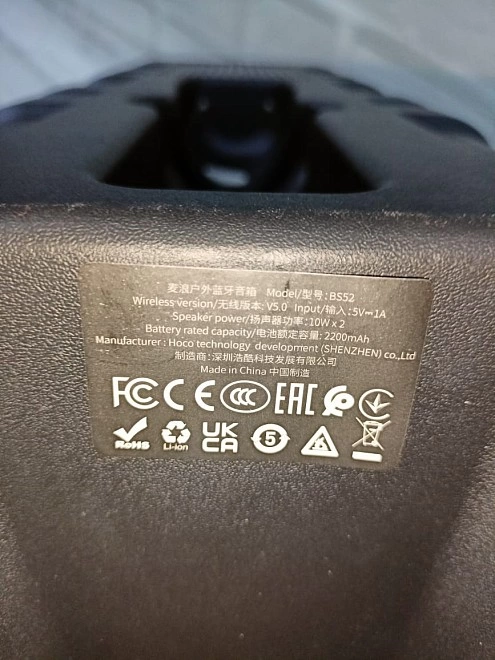 麦浪户外蓝牙音箱 Model/型号: BS52
Wireless version/无线版本: V5.0 Input/输入: 5V⎓1A
Speaker power/扬声器功率: 10W x 2
Battery rated capacity/电池额定容量: 2200mAh
Manufacturer: Hoco technology development (SHENZHEN) co.,Ltd
制造商: 深圳浩酷科技发展有限公司
Made in China 中国制造
FC CE CCC EAC
RoHS Li-ion UKCA 5